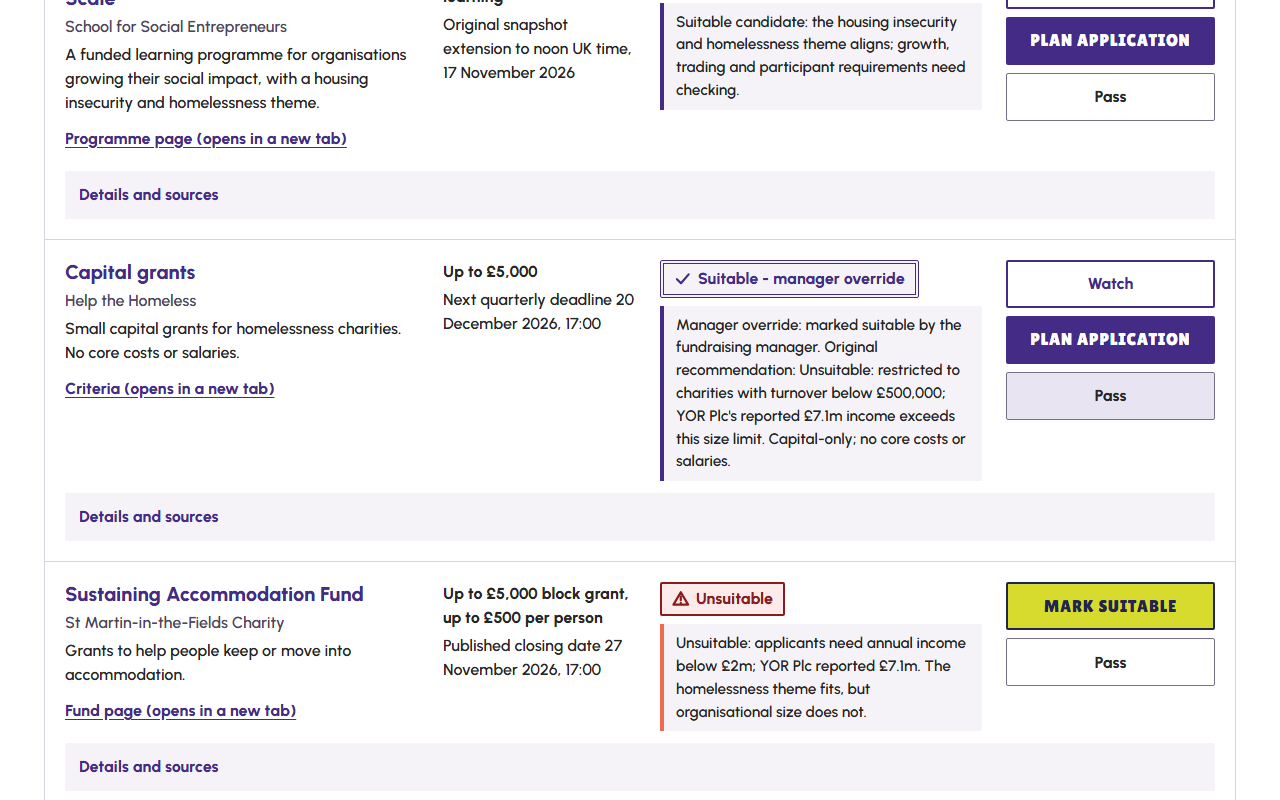 Scale
School for Social Entrepreneurs
A funded learning programme for organisations
growing their social impact, with a housing
insecurity and homelessness theme.
Programme page (opens in a new tab)
learning
Original snapshot
extension to noon UK time,
17 November 2026
Suitable candidate: the housing insecurity
and homelessness theme aligns; growth,
trading and participant requirements need
checking.
PLAN APPLICATION
Pass
Details and sources
Capital grants
Help the Homeless
Small capital grants for homelessness charities.
No core costs or salaries.
Criteria (opens in a new tab)
Up to £5,000
Next quarterly deadline 20
December 2026, 17:00
Suitable - manager override
Manager override: marked suitable by the
fundraising manager. Original
recommendation: Unsuitable: restricted to
charities with turnover below £500,000;
YOR Plc's reported £7.1m income exceeds
this size limit. Capital-only; no core costs or
salaries.
Watch
PLAN APPLICATION
Pass
Details and sources
Sustaining Accommodation Fund
St Martin-in-the-Fields Charity
Grants to help people keep or move into
accommodation.
Fund page (opens in a new tab)
Up to £5,000 block grant,
up to £500 per person
Published closing date 27
November 2026, 17:00
Unsuitable
Unsuitable: applicants need annual income
below £2m; YOR Plc reported £7.1m. The
homelessness theme fits, but
organisational size does not.
MARK SUITABLE
Pass
Details and sources